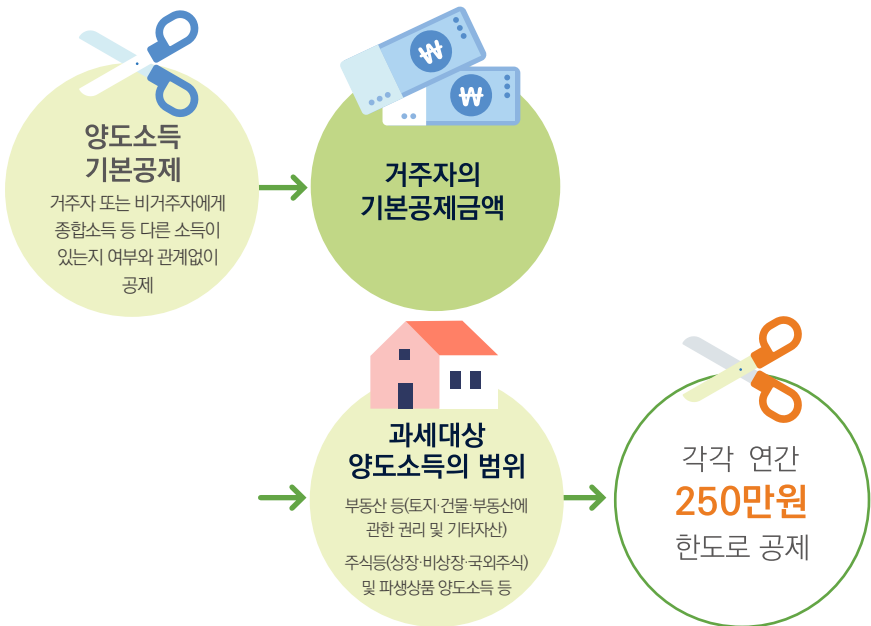 양도소득
기본공제
거주자 또는 비거주자에게
종합소득 등 다른 소득이
있는지 여부와 관계없이
공제
₩
₩
거주자의
기본공제금액
과세대상
양도소득의 범위
부동산 등(토지·건물·부동산에
관한 권리 및 기타자산)
주식등(상장·비상장·국외주식)
및 파생상품 양도소득 등
각각 연간
250만원
한도로 공제